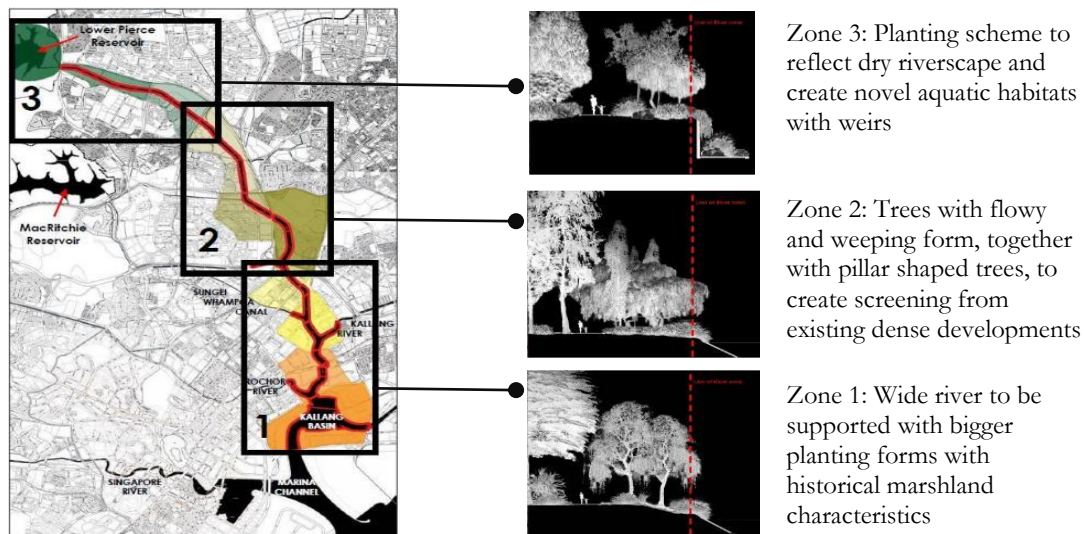 Lower Pierce
Reservoir
3
MacRitchie
Reservoir
2
SUNGEI
WHAMPOA
CANAL
KALLANG
RIVER
ROCHOR
RIVER
1
KALLANG
BASIN
SINGAPORE
RIVER
MARINA
CHANNEL
Zone 3: Planting scheme to
reflect dry riverscape and
create novel aquatic habitats
with weirs
Zone 2: Trees with flowy
and weeping form, together
with pillar shaped trees, to
create screening from
existing dense developments
Zone 1: Wide river to be
supported with bigger
planting forms with
historical marshland
characteristics